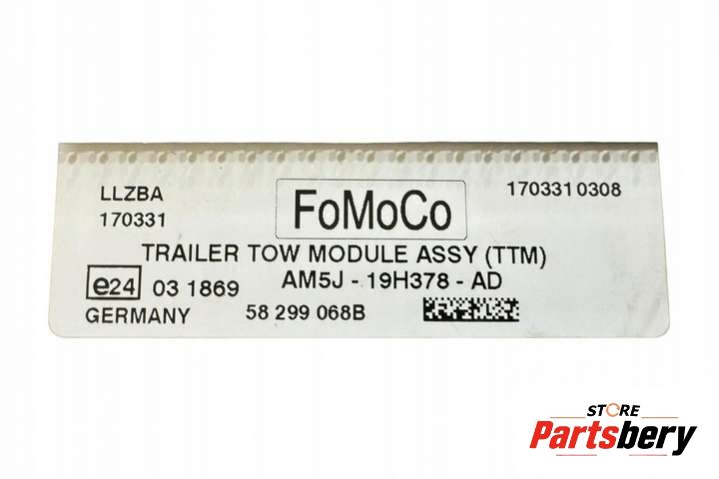 LLZBA
170331
FoMoCo
1703310308
TRAILER TOW MODULE ASSY (TTM)
e24 03 1869
AM5J - 19H378 - AD
GERMANY
58 299 068B
STORE
Partsbery